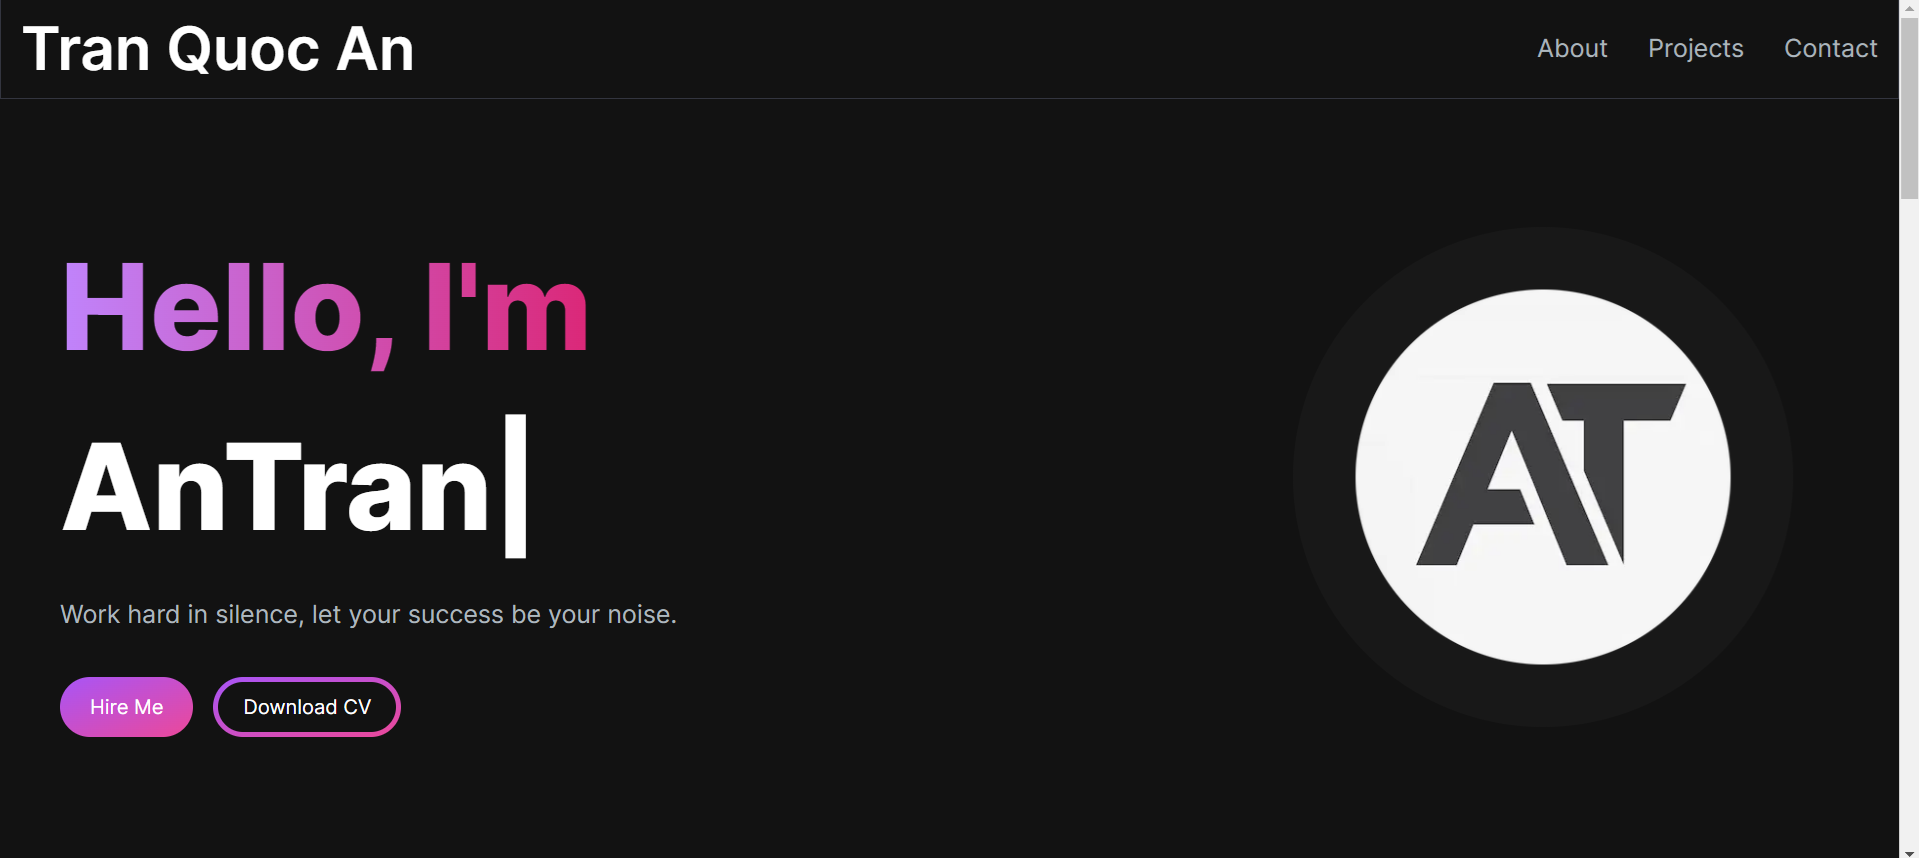 Tran Quoc An
About Projects Contact
Hello, I'm
AnTran
Work hard in silence, let your success be your noise.
Hire Me
Download CV
AT